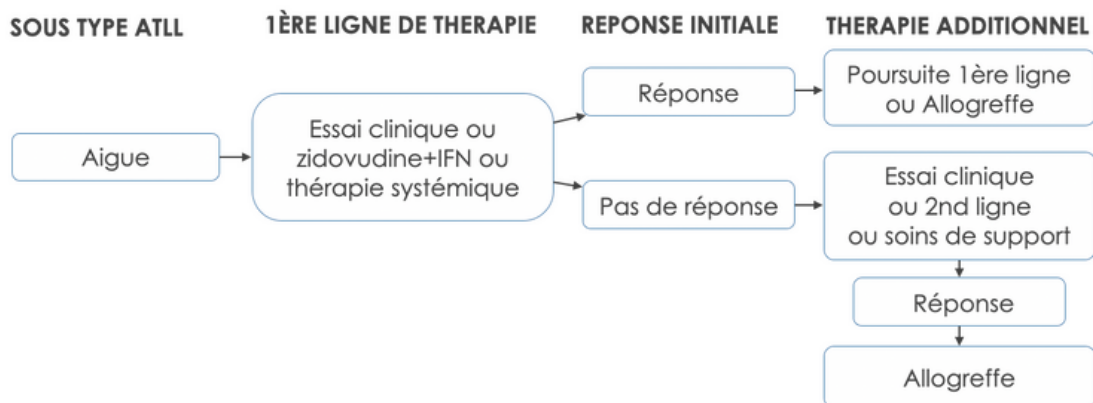 SOUS TYPE ATLL
1ÈRE LIGNE DE THERAPIE
REPONSE INITIALE
THERAPIE ADDITIONNEL
Aigue
Essai clinique ou
zidovudine+IFN ou
thérapie systémique
Réponse
Poursuite 1ère ligne
ou Allogreffe
Pas de réponse
Essai clinique
ou 2nd ligne
ou soins de support
Réponse
Allogreffe